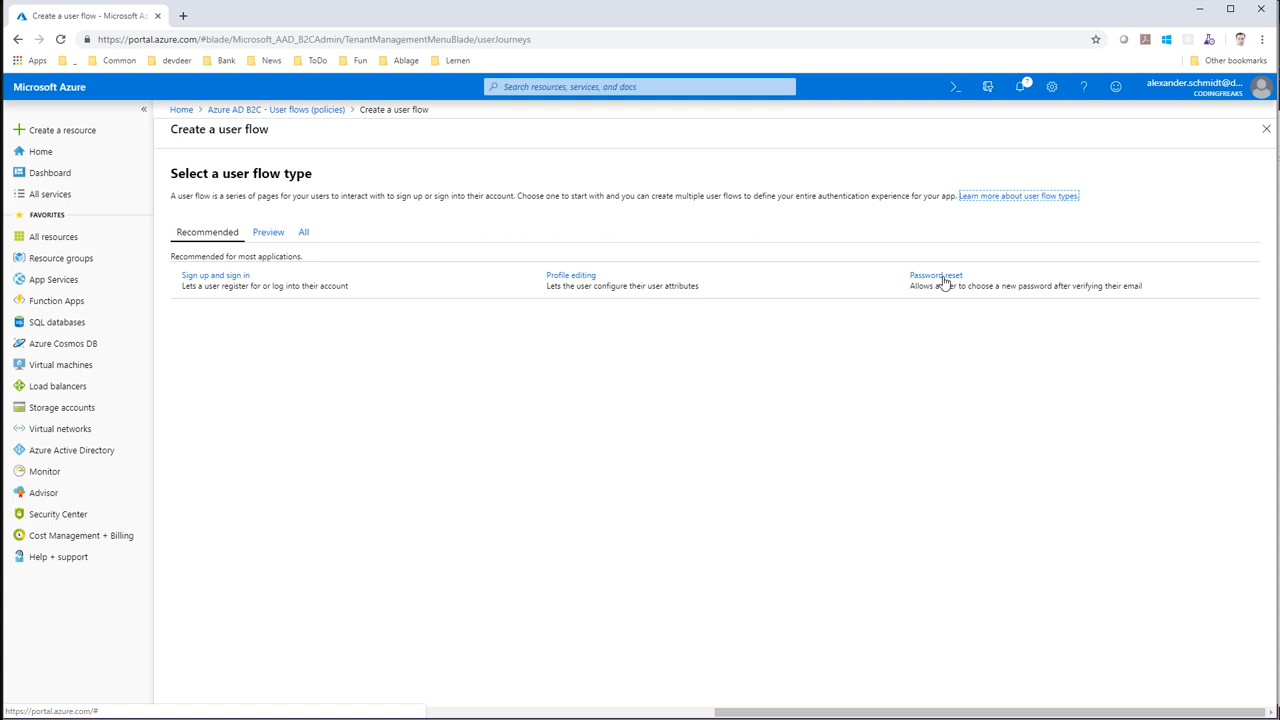 Create a user flow - Microsoft Az
https://portal.azure.com/#blade/Microsoft_AAD_B2CAdmin/TenantManagementMenuBlade/userJourneys
Apps
_
Common
devdeer
Bank
News
ToDo
Fun
Ablage
Lernen
Other bookmarks
Microsoft Azure
Search resources, services, and docs
7
alexander.schmidt@d...
CODINGFREAKS
Home > Azure AD B2C - User flows (policies) > Create a user flow
Create a user flow
Create a resource
Home
Dashboard
All services
FAVORITES
All resources
Resource groups
App Services
Function Apps
SQL databases
Azure Cosmos DB
Virtual machines
Load balancers
Storage accounts
Virtual networks
Azure Active Directory
Monitor
Advisor
Security Center
Cost Management + Billing
Help + support
Select a user flow type
A user flow is a series of pages for your users to interact with to sign up or sign into their account. Choose one to start with and you can create multiple user flows to define your entire authentication experience for your app. Learn more about user flow types.
Recommended Preview All
Recommended for most applications.
Sign up and sign in
Lets a user register for or log into their account
Profile editing
Lets the user configure their user attributes
Password reset
Allows a user to choose a new password after verifying their email
https://portal.azure.com/#